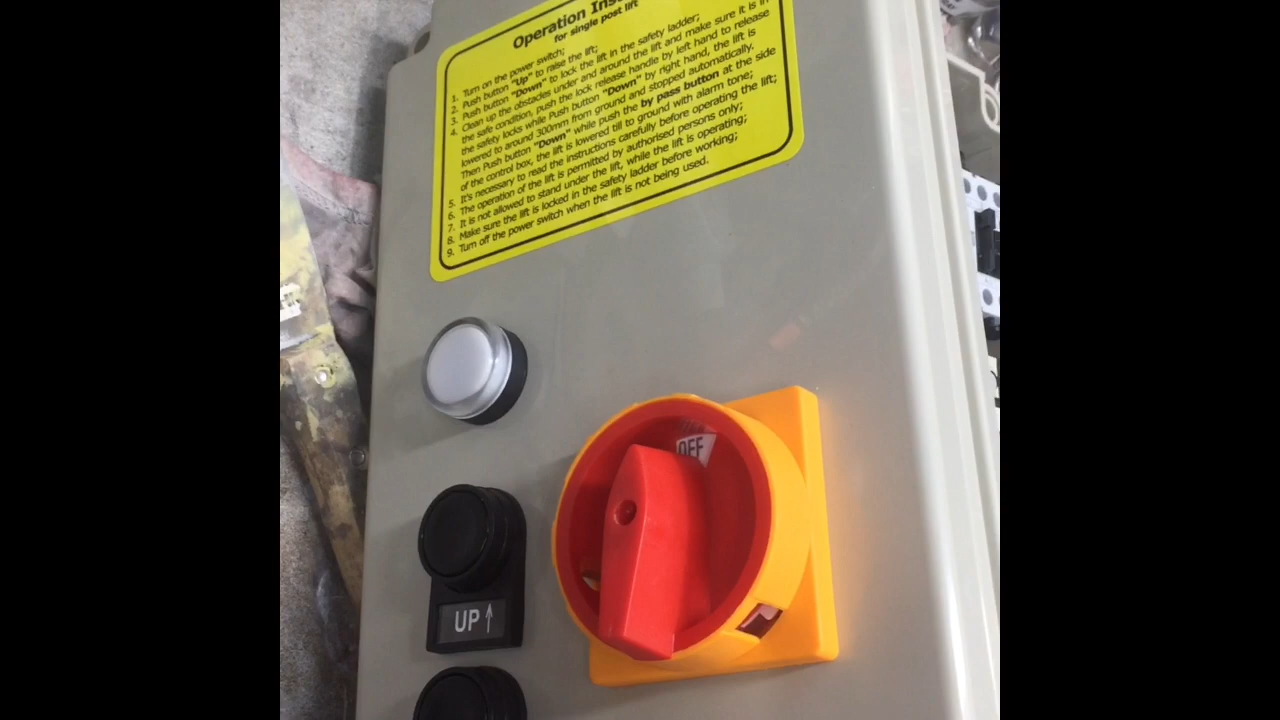 Operation Ins
for single post lift
1. Turn on the power switch;
2. Push button "Up" to raise the lift;
3. Push button "Down" to lock the lift in the safety ladder;
4. Clean up the obstacles under and around the lift and make sure it is in
the safe condition, push the lock release handle by left hand to release
the safety locks while Push button "Down" by right hand, the lift is
lowered to around 300mm from ground and stopped automatically.
Then Push button "Down" while push the by pass button at the side
of the control box, the lift is lowered till to ground with alarm tone;
5. It's necessary to read the instructions carefully before operating the lift;
6. The operation of the lift is permitted by authorised persons only;
7. It is not allowed to stand under the lift, while the lift is operating;
8. Make sure the lift is locked in the safety ladder before working;
9. Turn off the power switch when the lift is not being used.
OFF
UP ↑